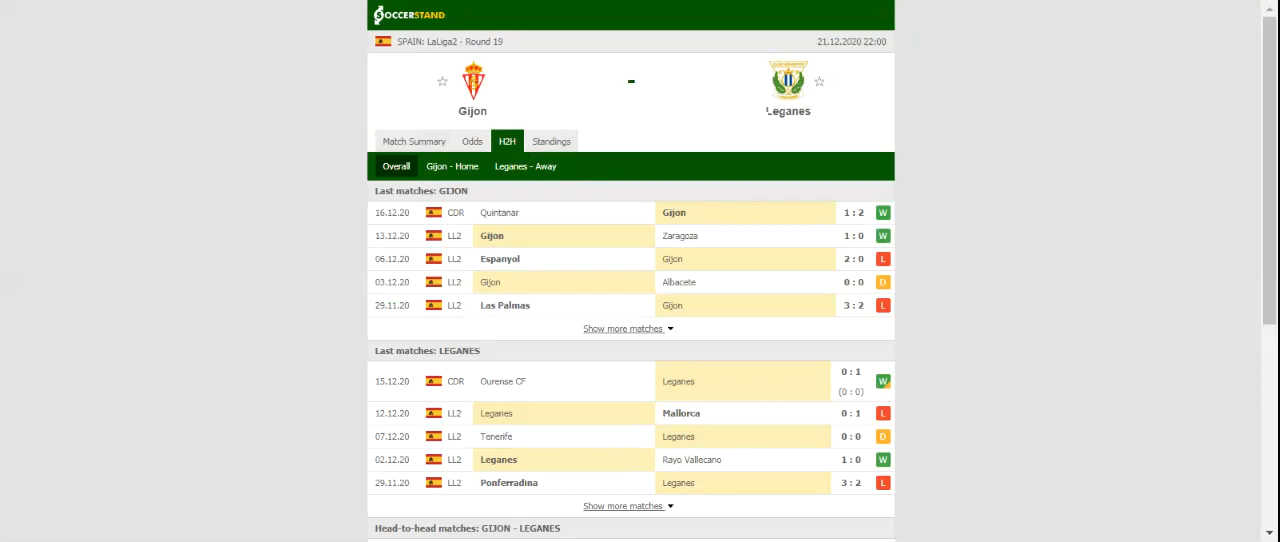 SOCCERSTAND
SPAIN: LaLiga2 - Round 19 21.12.2020 22:00
-
Gijon Leganes
Match Summary Odds H2H Standings
Overall Gijon - Home Leganes - Away
Last matches: GIJON
16.12.20 CDR Quintanar Gijon 1 : 2 W
13.12.20 LL2 Gijon Zaragoza 1 : 0 W
06.12.20 LL2 Espanyol Gijon 2 : 0 L
03.12.20 LL2 Gijon Albacete 0 : 0 D
29.11.20 LL2 Las Palmas Gijon 3 : 2 L
Show more matches
Last matches: LEGANES
15.12.20 CDR Ourense CF Leganes 0 : 1 (0 : 0) W
12.12.20 LL2 Leganes Mallorca 0 : 1 L
07.12.20 LL2 Tenerife Leganes 0 : 0 D
02.12.20 LL2 Leganes Rayo Vallecano 1 : 0 W
29.11.20 LL2 Ponferradina Leganes 3 : 2 L
Show more matches
Head-to-head matches: GIJON - LEGANES